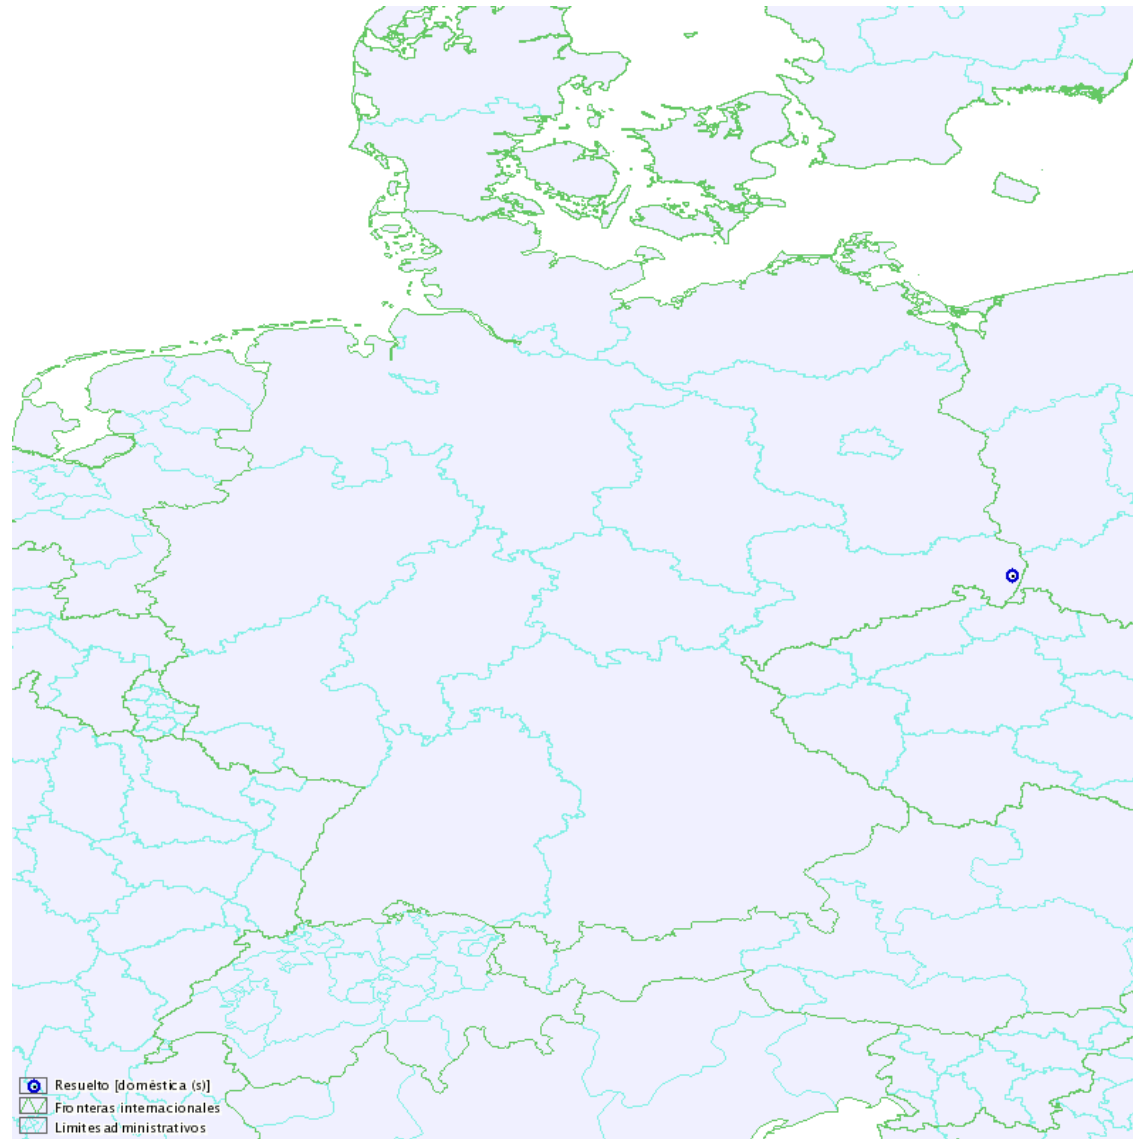 Resuelto [doméstica (s)]
Fronteras internacionales
Límites administrativos